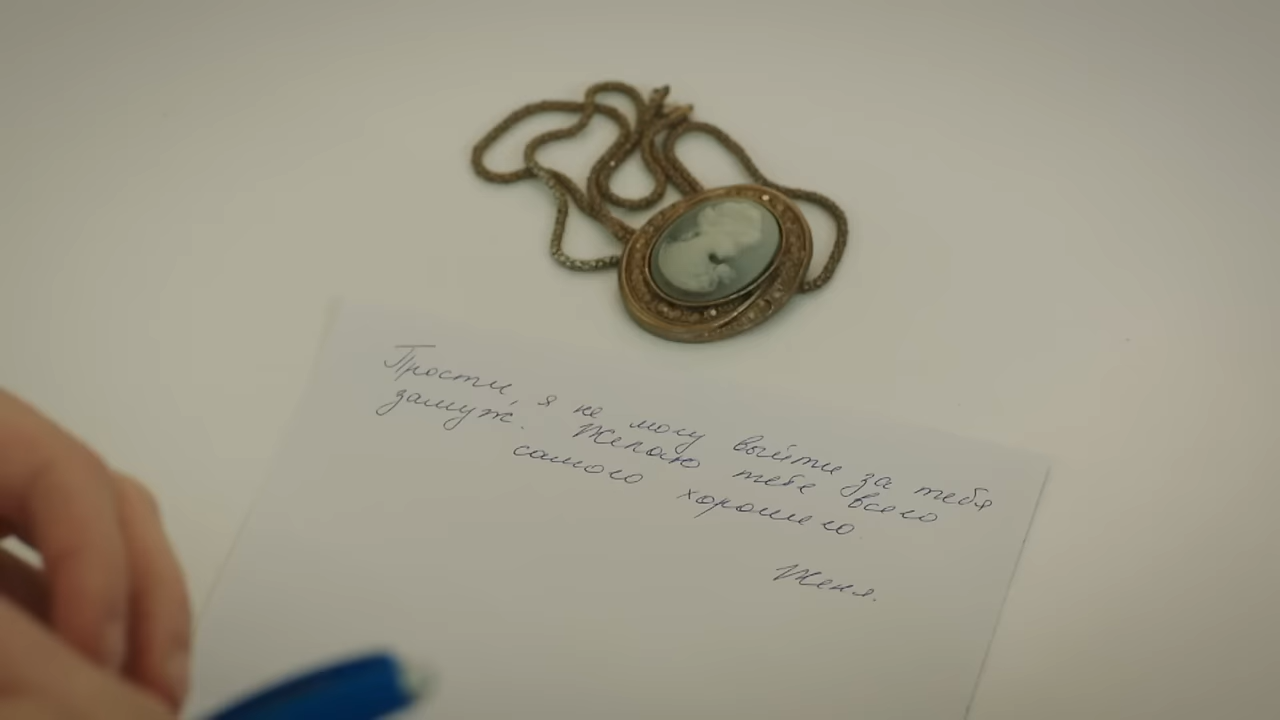 Прости, я не могу выйти за тебя
замуж. Желаю тебе всего
самого хорошего.
Женя.